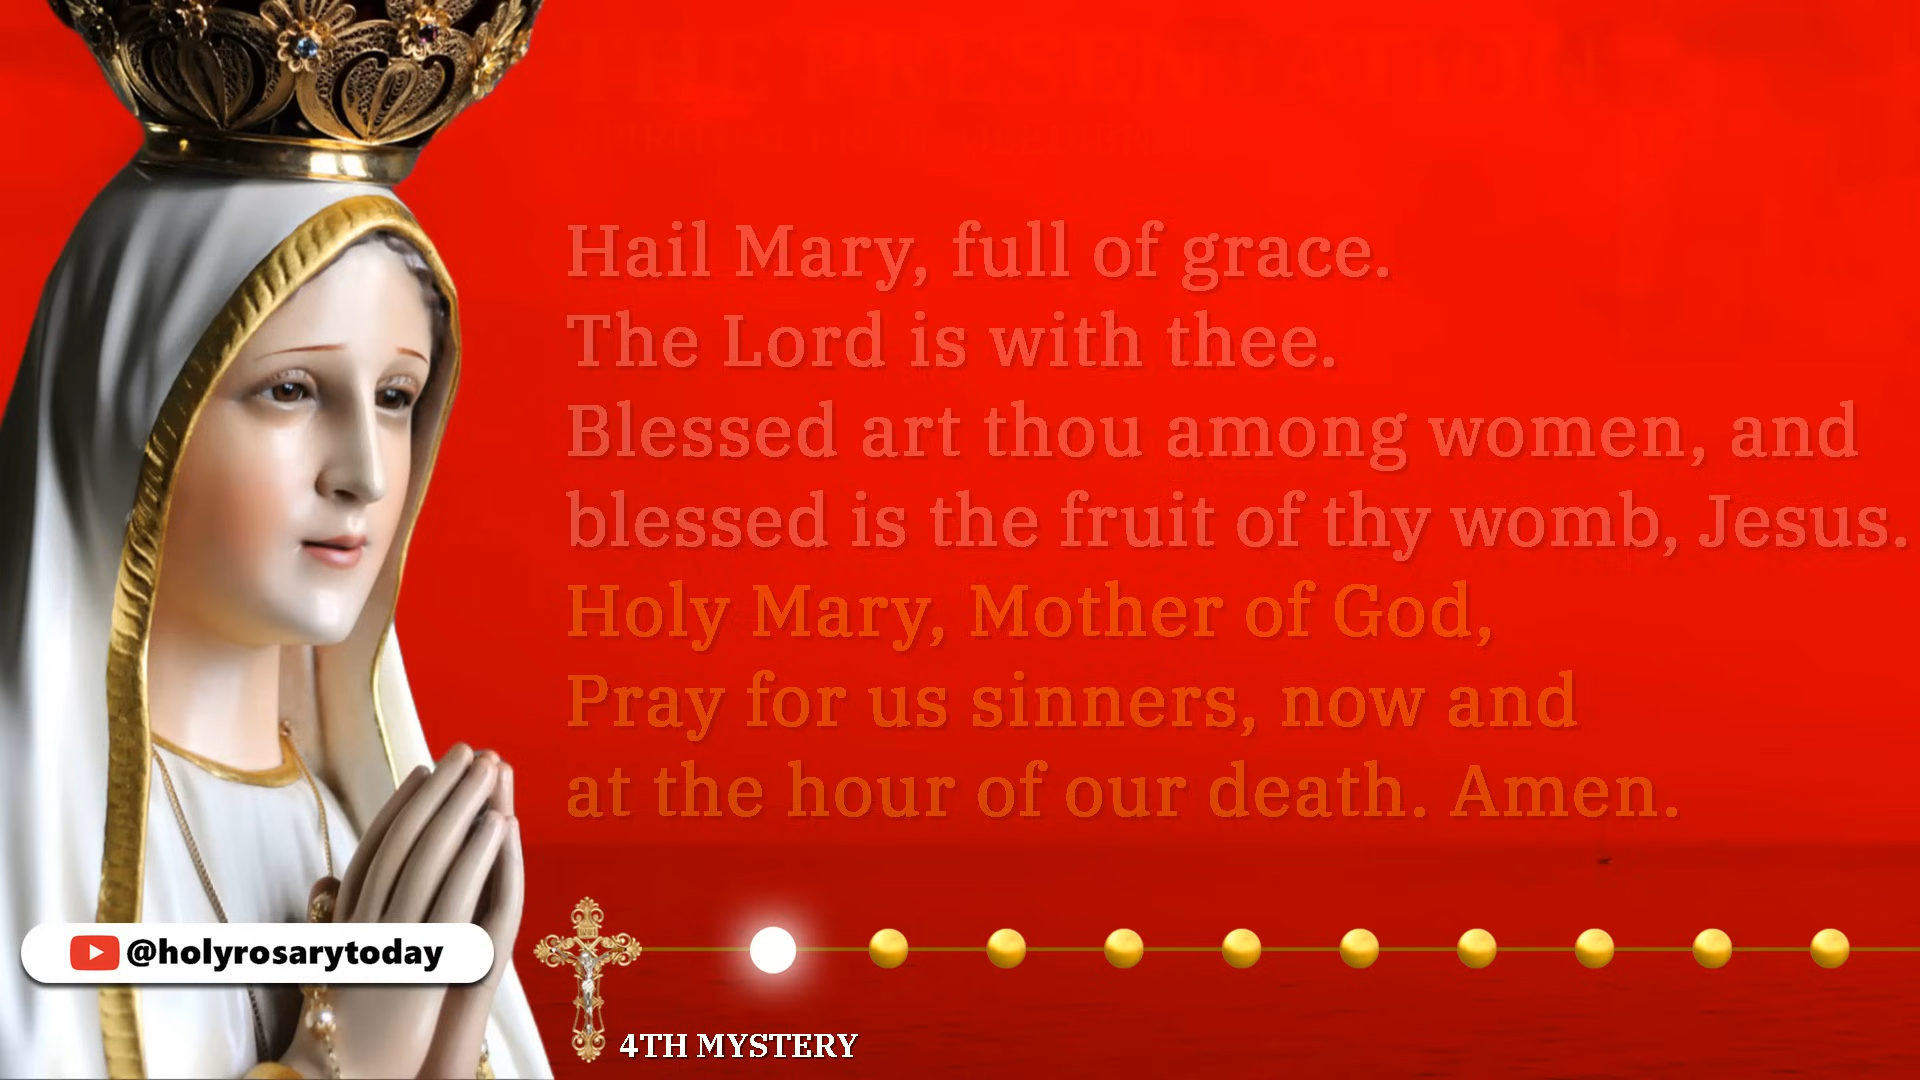 THE PRESENTATION
Hail Mary, full of grace.
The Lord is with thee.
Blessed art thou among women, and
blessed is the fruit of thy womb, Jesus.
Holy Mary, Mother of God,
Pray for us sinners, now and
at the hour of our death. Amen.
@holyrosarytoday
4TH MYSTERY